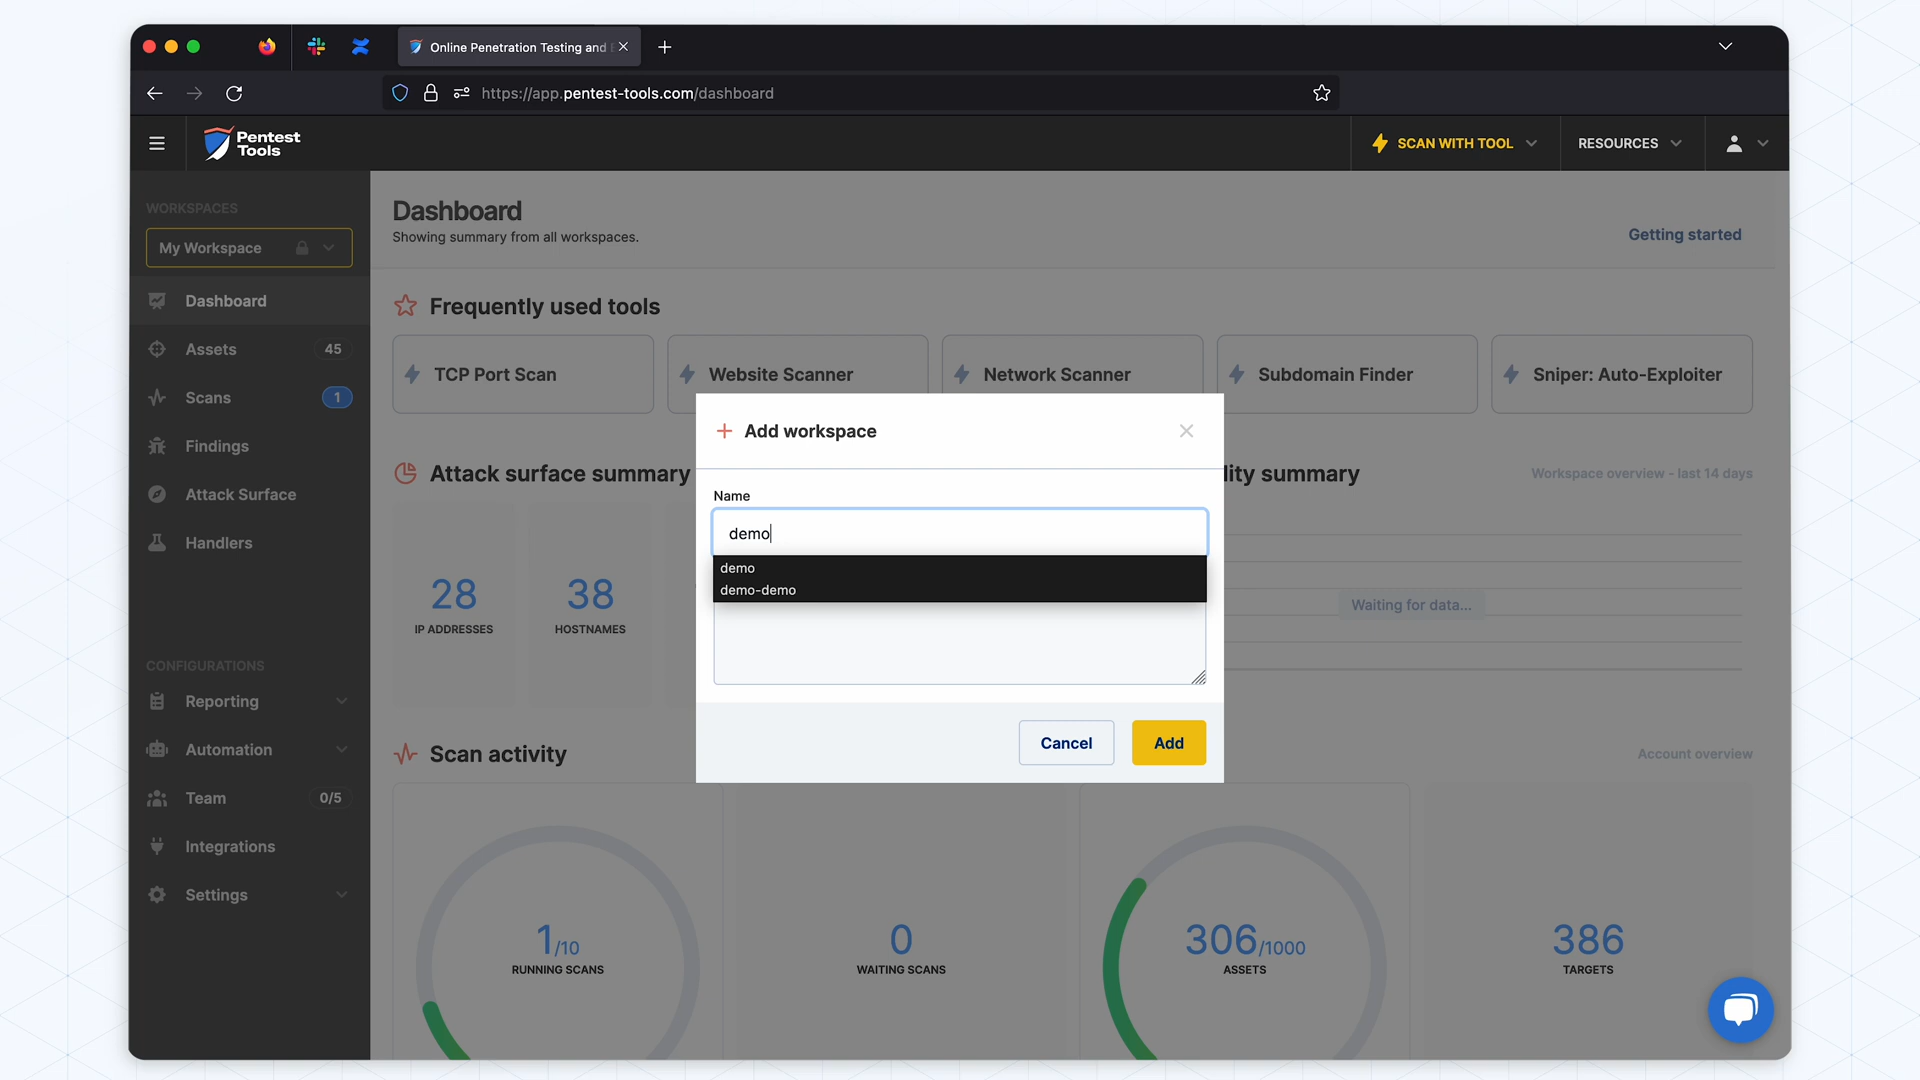 Online Penetration Testing and
https://app.pentest-tools.com/dashboard
Pentest
Tools
SCAN WITH TOOL
RESOURCES
WORKSPACES
My Workspace
Dashboard
Assets 45
Scans 1
Findings
Attack Surface
Handlers
CONFIGURATIONS
Reporting
Automation
Team 0/5
Integrations
Settings
Dashboard
Showing summary from all workspaces.
Getting started
Frequently used tools
TCP Port Scan
Website Scanner
Network Scanner
Subdomain Finder
Sniper: Auto-Exploiter
Attack surface summary
lity summary
Workspace overview - last 14 days
28
IP ADDRESSES
38
HOSTNAMES
Waiting for data...
Add workspace
Name
demo
demo
demo-demo
Cancel
Add
Scan activity
Account overview
1/10
RUNNING SCANS
0
WAITING SCANS
306/1000
ASSETS
386
TARGETS